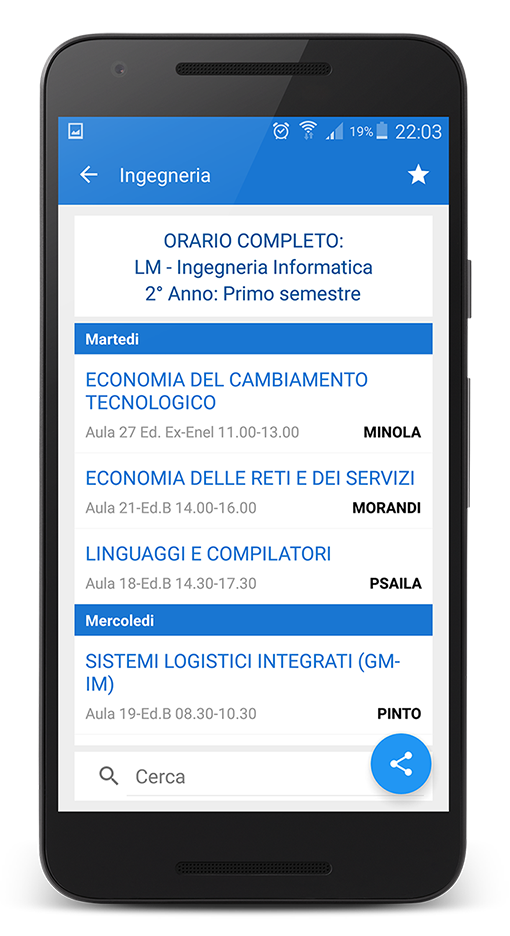 19% 22:03
Ingegneria
ORARIO COMPLETO:
LM - Ingegneria Informatica
2° Anno: Primo semestre
Martedi
ECONOMIA DEL CAMBIAMENTO
TECNOLOGICO
Aula 27 Ed. Ex-Enel 11.00-13.00 MINOLA
ECONOMIA DELLE RETI E DEI SERVIZI
Aula 21-Ed.B 14.00-16.00 MORANDI
LINGUAGGI E COMPILATORI
Aula 18-Ed.B 14.30-17.30 PSAILA
Mercoledi
SISTEMI LOGISTICI INTEGRATI (GM-
IM)
Aula 19-Ed.B 08.30-10.30 PINTO
Cerca